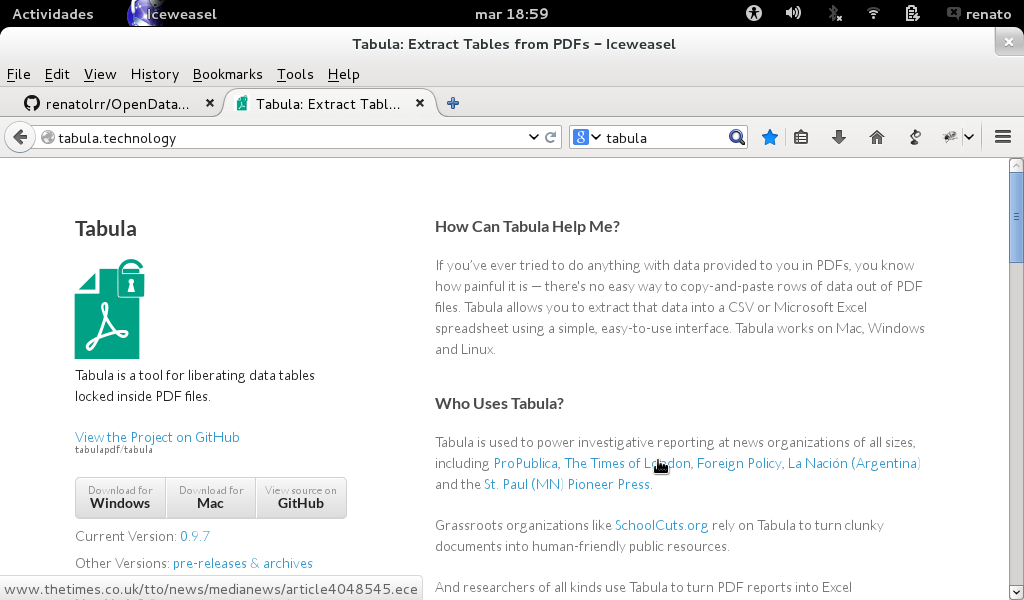 Actividades Iceweasel mar 18:59 renato
Tabula: Extract Tables from PDFs – Iceweasel
File Edit View History Bookmarks Tools Help
renatolrr/OpenData... Tabula: Extract Tabl...
tabula.technology tabula
Tabula
Tabula is a tool for liberating data tables
locked inside PDF files.
View the Project on GitHub
tabulapdf/tabula
Download for Windows
Download for Mac
View source on GitHub
Current Version: 0.9.7
Other Versions: pre-releases & archives
How Can Tabula Help Me?
If you've ever tried to do anything with data provided to you in PDFs, you know
how painful it is — there's no easy way to copy-and-paste rows of data out of PDF
files. Tabula allows you to extract that data into a CSV or Microsoft Excel
spreadsheet using a simple, easy-to-use interface. Tabula works on Mac, Windows
and Linux.
Who Uses Tabula?
Tabula is used to power investigative reporting at news organizations of all sizes,
including ProPublica, The Times of London, Foreign Policy, La Nación (Argentina)
and the St. Paul (MN) Pioneer Press.
Grassroots organizations like SchoolCuts.org rely on Tabula to turn clunky
documents into human-friendly public resources.
And researchers of all kinds use Tabula to turn PDF reports into Excel
www.thetimes.co.uk/tto/news/medianews/article4048545.ece